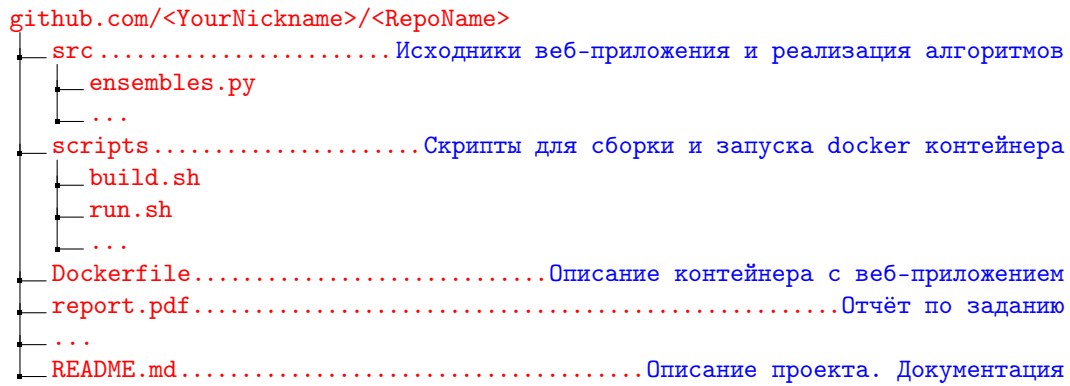 github.com/<YourNickname>/<RepoName>
src.......................Исходники веб-приложения и реализация алгоритмов
ensembles.py
...
scripts.....................Скрипты для сборки и запуска docker контейнера
build.sh
run.sh
...
Dockerfile............................Описание контейнера с веб-приложением
report.pdf...................................................Отчёт по заданию
...
README.md.....................................Описание проекта. Документация